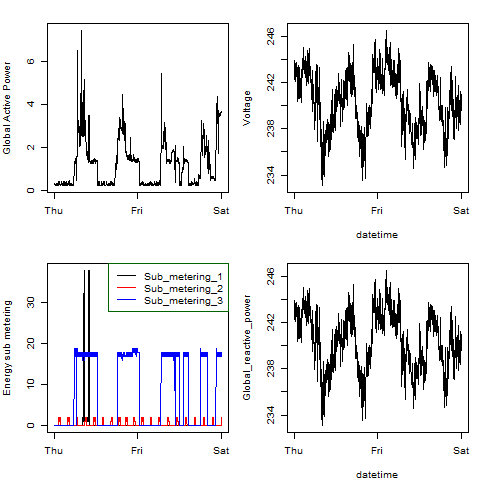 Global Active Power
0 2 4 6
Thu Fri Sat
Voltage
234 238 242 246
Thu Fri Sat
datetime
Energy sub metering
0 10 20 30
Sub_metering_1
Sub_metering_2
Sub_metering_3
Thu Fri Sat
Global_reactive_power
234 238 242 246
Thu Fri Sat
datetime